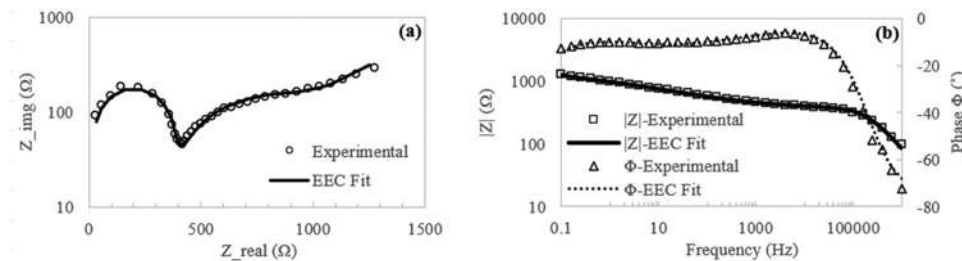 (a)
1000
100
10
Z_img (Ω)
0
500
1000
1500
Z_real (Ω)
Experimental
EEC Fit
(b)
10000
1000
100
10
|Z| (Ω)
0.1
10
1000
100000
Frequency (Hz)
0
-20
-40
-60
-80
Phase Φ (°)
|Z|-Experimental
|Z|-EEC Fit
Φ-Experimental
Φ-EEC Fit